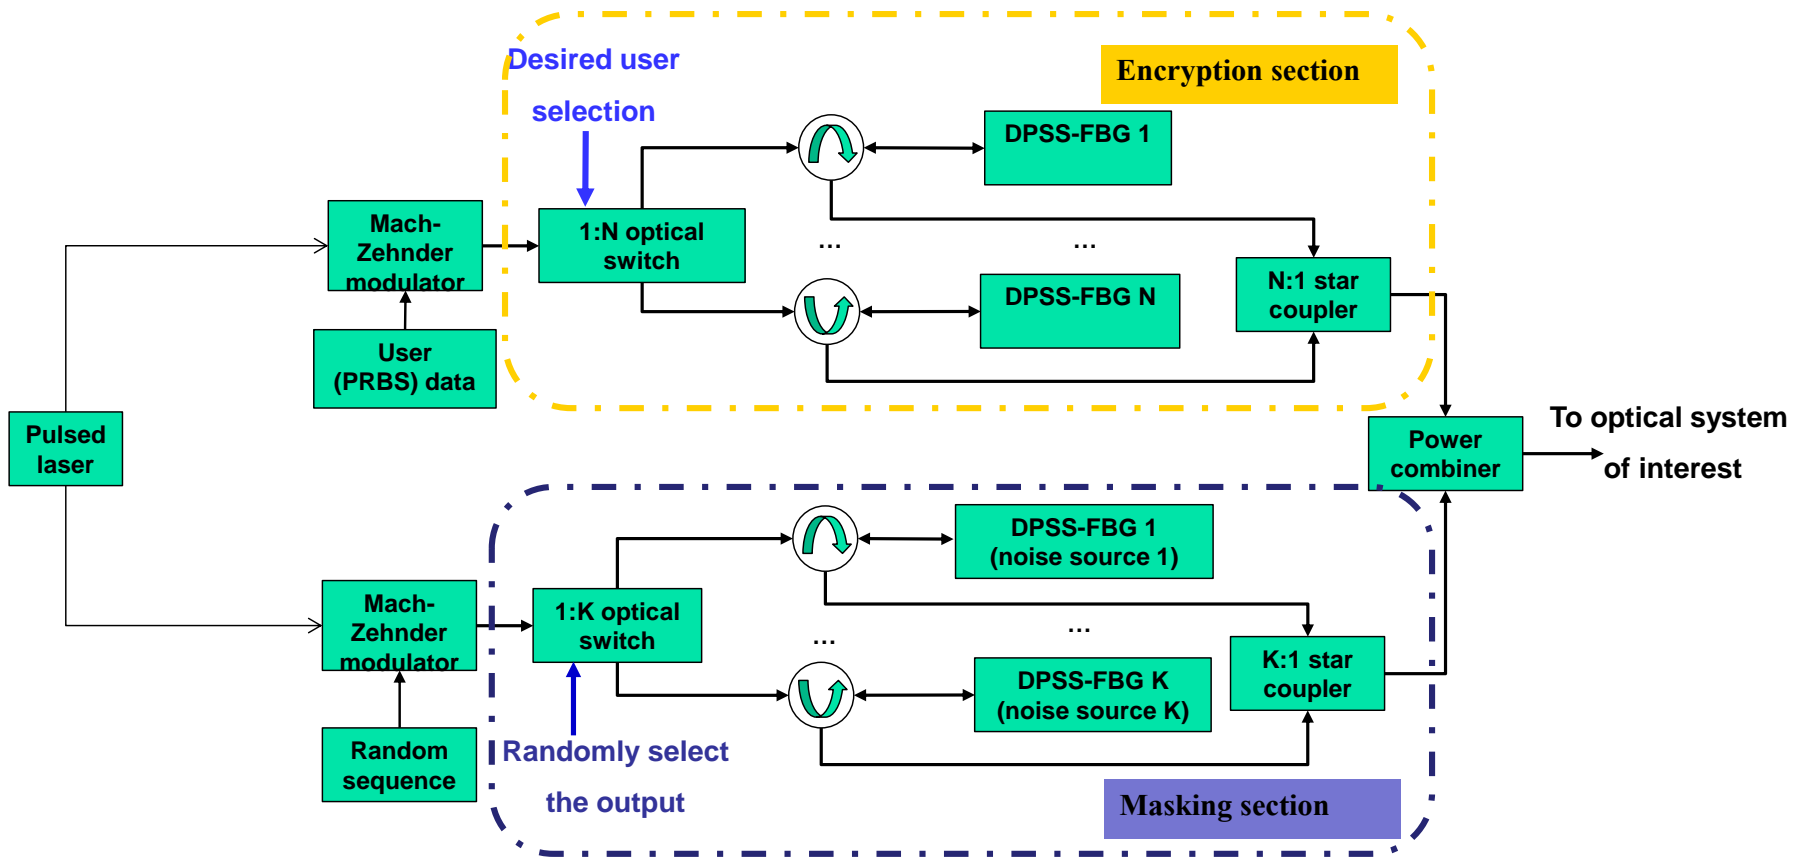 Desired user
selection
Encryption section
DPSS-FBG 1
Mach-
Zehnder
modulator
1:N optical
switch
...
...
DPSS-FBG N
N:1 star
coupler
User
(PRBS) data
Pulsed
laser
Power
combiner
To optical system
of interest
DPSS-FBG 1
(noise source 1)
Mach-
Zehnder
modulator
1:K optical
switch
...
...
DPSS-FBG K
(noise source K)
K:1 star
coupler
Random
sequence
Randomly select
the output
Masking section